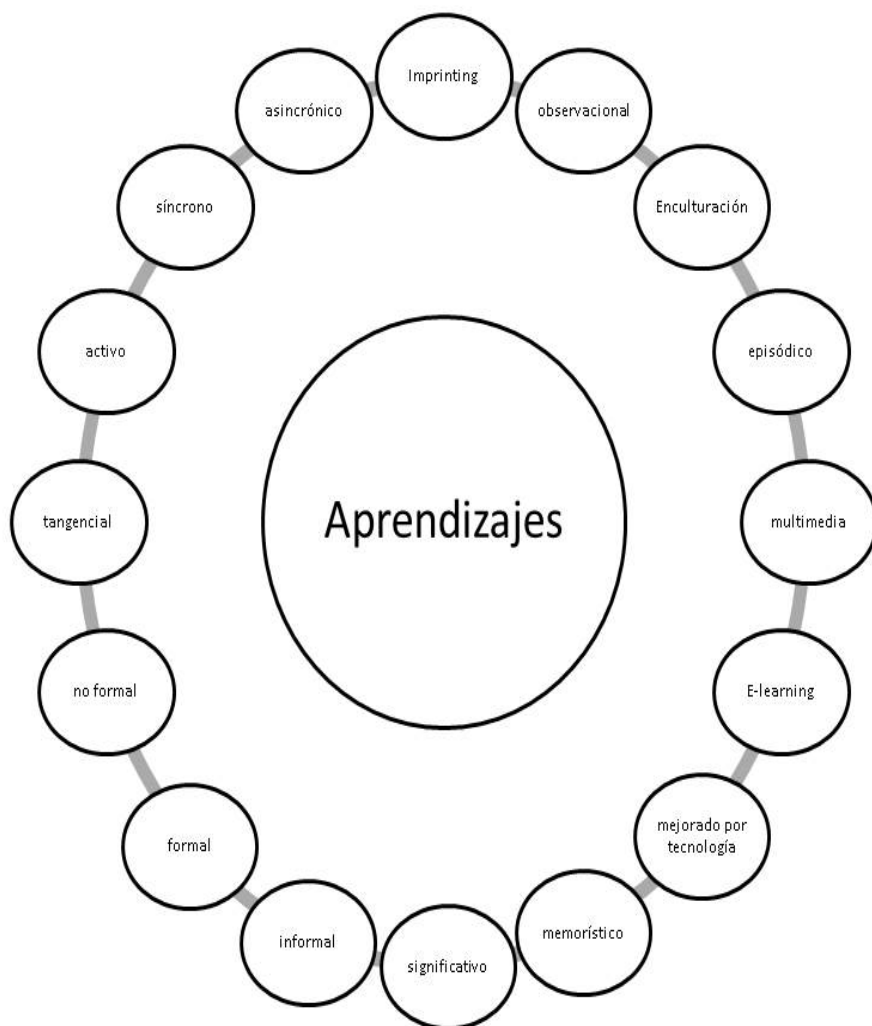 Imprinting
observacional
Enculturación
episódico
multimedia
E-learning
mejorado por
tecnología
memorístico
significativo
informal
formal
no formal
tangencial
activo
síncrono
asincrónico
Aprendizajes